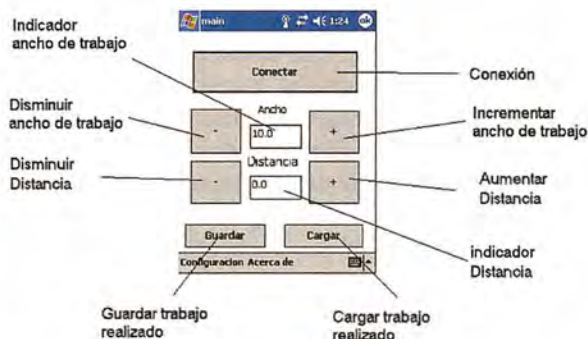 Indicador
ancho de trabajo
main 1:24 ok
Conectar
Conexión
Disminuir
ancho de trabajo
Ancho
- 10.0 +
Incrementar
ancho de trabajo
Disminuir
Distancia
Distancia
- 0.0 +
Aumentar
Distancia
Guardar Cargar
indicador
Distancia
Configuracion Acerca de
Guardar trabajo
realizado
Cargar trabajo
realizado